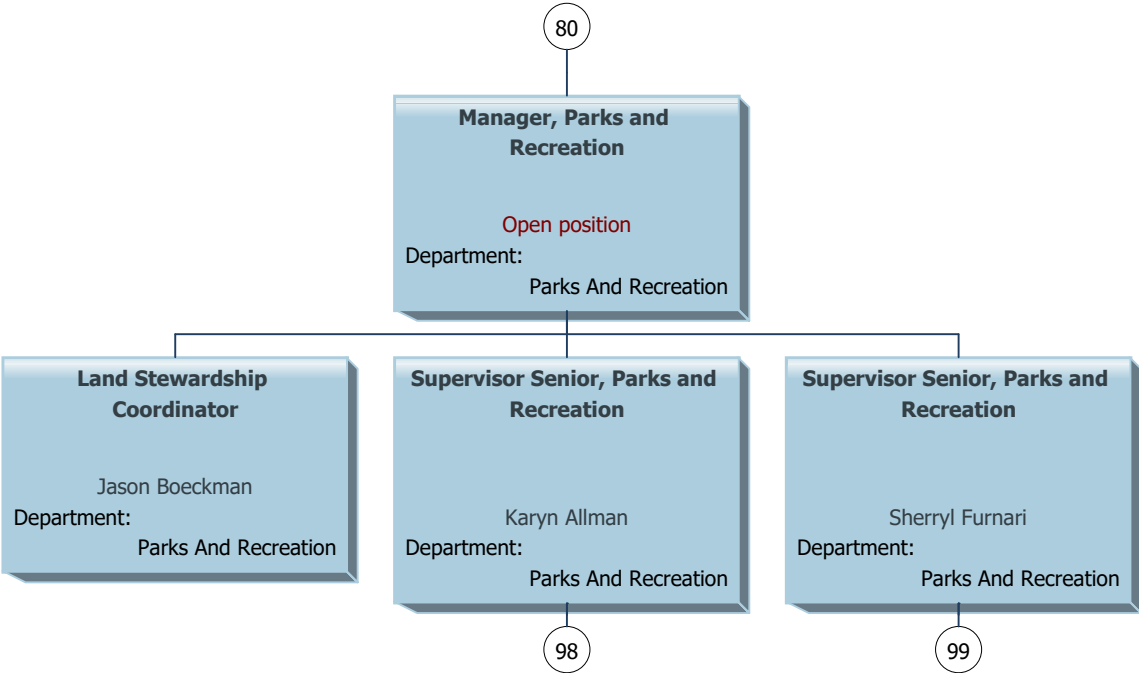 80
Manager, Parks and
Recreation
Open position
Department:
Parks And Recreation
Land Stewardship
Coordinator
Jason Boeckman
Department:
Parks And Recreation
Supervisor Senior, Parks and
Recreation
Karyn Allman
Department:
Parks And Recreation
98
Supervisor Senior, Parks and
Recreation
Sherryl Furnari
Department:
Parks And Recreation
99